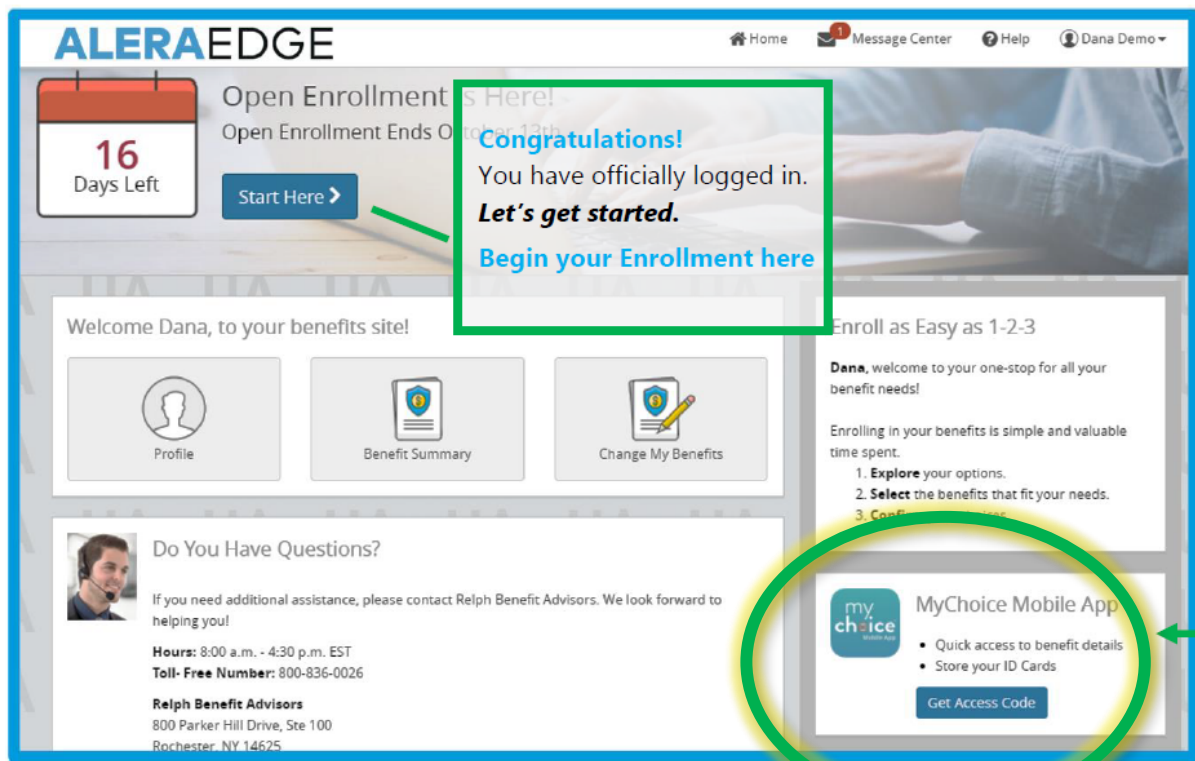 ALERAEDGE
Home
1
Message Center
Help
Dana Demo
16
Days Left
Open Enrollment is Here!
Open Enrollment Ends October 13th
Start Here
Congratulations!
You have officially logged in.
Let's get started.
Begin your Enrollment here
Welcome Dana, to your benefits site!
Profile
Benefit Summary
Change My Benefits
Do You Have Questions?
If you need additional assistance, please contact Relph Benefit Advisors. We look forward to
helping you!
Hours: 8:00 a.m. - 4:30 p.m. EST
Toll- Free Number: 800-836-0026
Relph Benefit Advisors
800 Parker Hill Drive, Ste 100
Rochester, NY 14625
Enroll as Easy as 1-2-3
Dana, welcome to your one-stop for all your
benefit needs!
Enrolling in your benefits is simple and valuable
time spent.
1. Explore your options.
2. Select the benefits that fit your needs.
3.
my
choice
Mobile App
MyChoice Mobile App
• Quick access to benefit details
• Store your ID Cards
Get Access Code